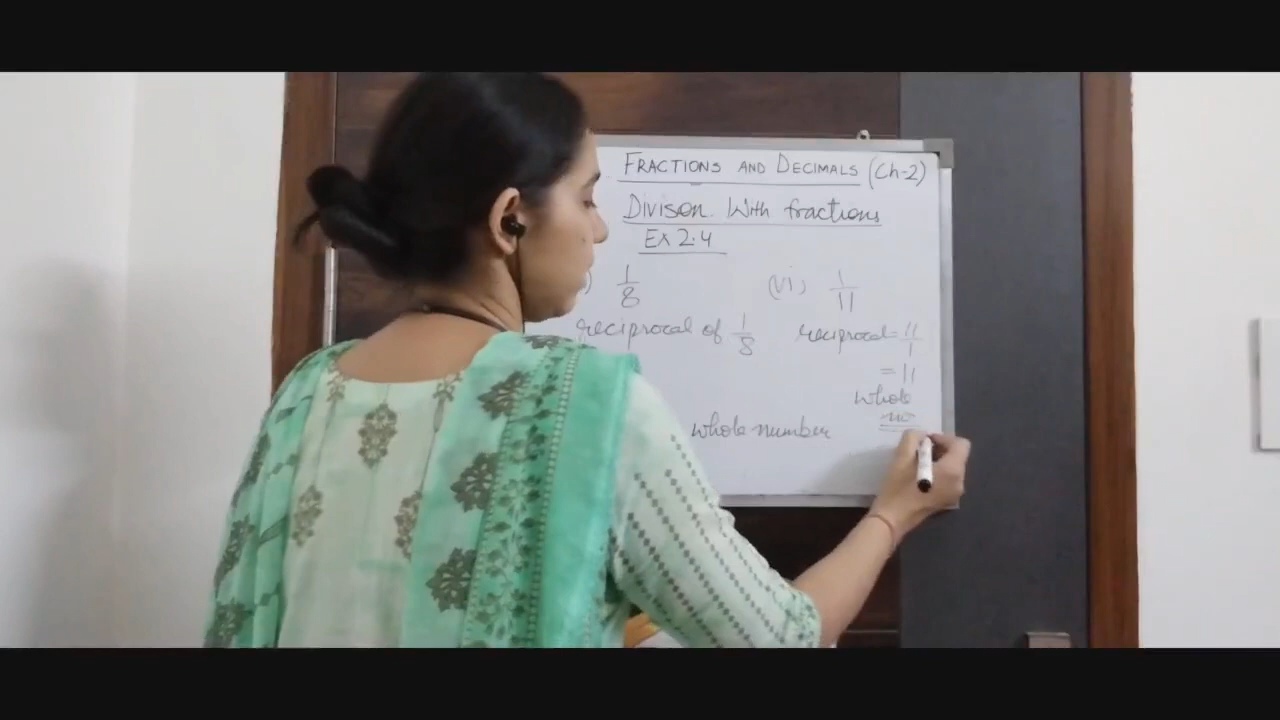 FRACTIONS AND DECIMALS (Ch-2)
Divison With fractions
Ex 2.4
) 1/8
(vi) 1/11
reciprocal of 1/8
reciprocal = 11/1
= 11
whole
no
whole number